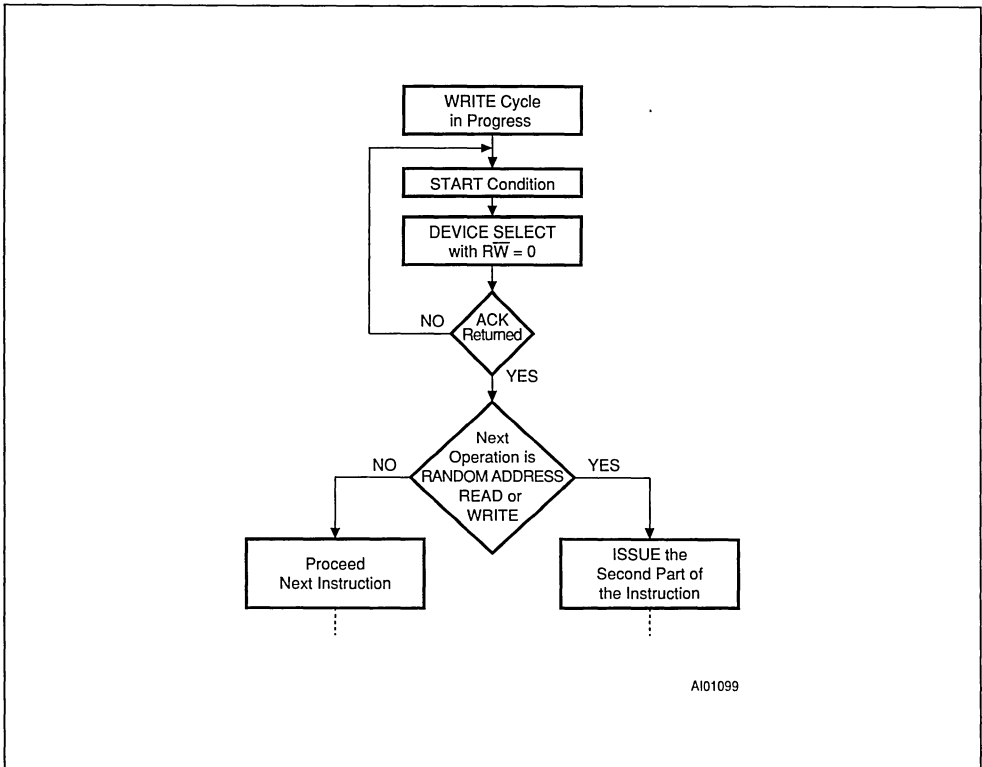 WRITE Cycle
in Progress
START Condition
DEVICE SELECT
with RW̅ = 0
ACK
Returned
NO
YES
Next
Operation is
RANDOM ADDRESS
READ or
WRITE
NO
YES
Proceed
Next Instruction
ISSUE the
Second Part of
the Instruction
AI01099